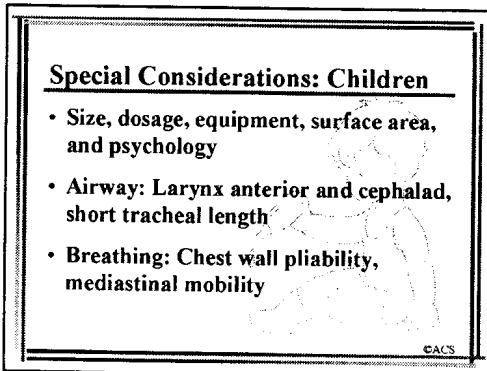 Special Considerations: Children
• Size, dosage, equipment, surface area,
and psychology
• Airway: Larynx anterior and cephalad,
short tracheal length
• Breathing: Chest wall pliability,
mediastinal mobility
©ACS